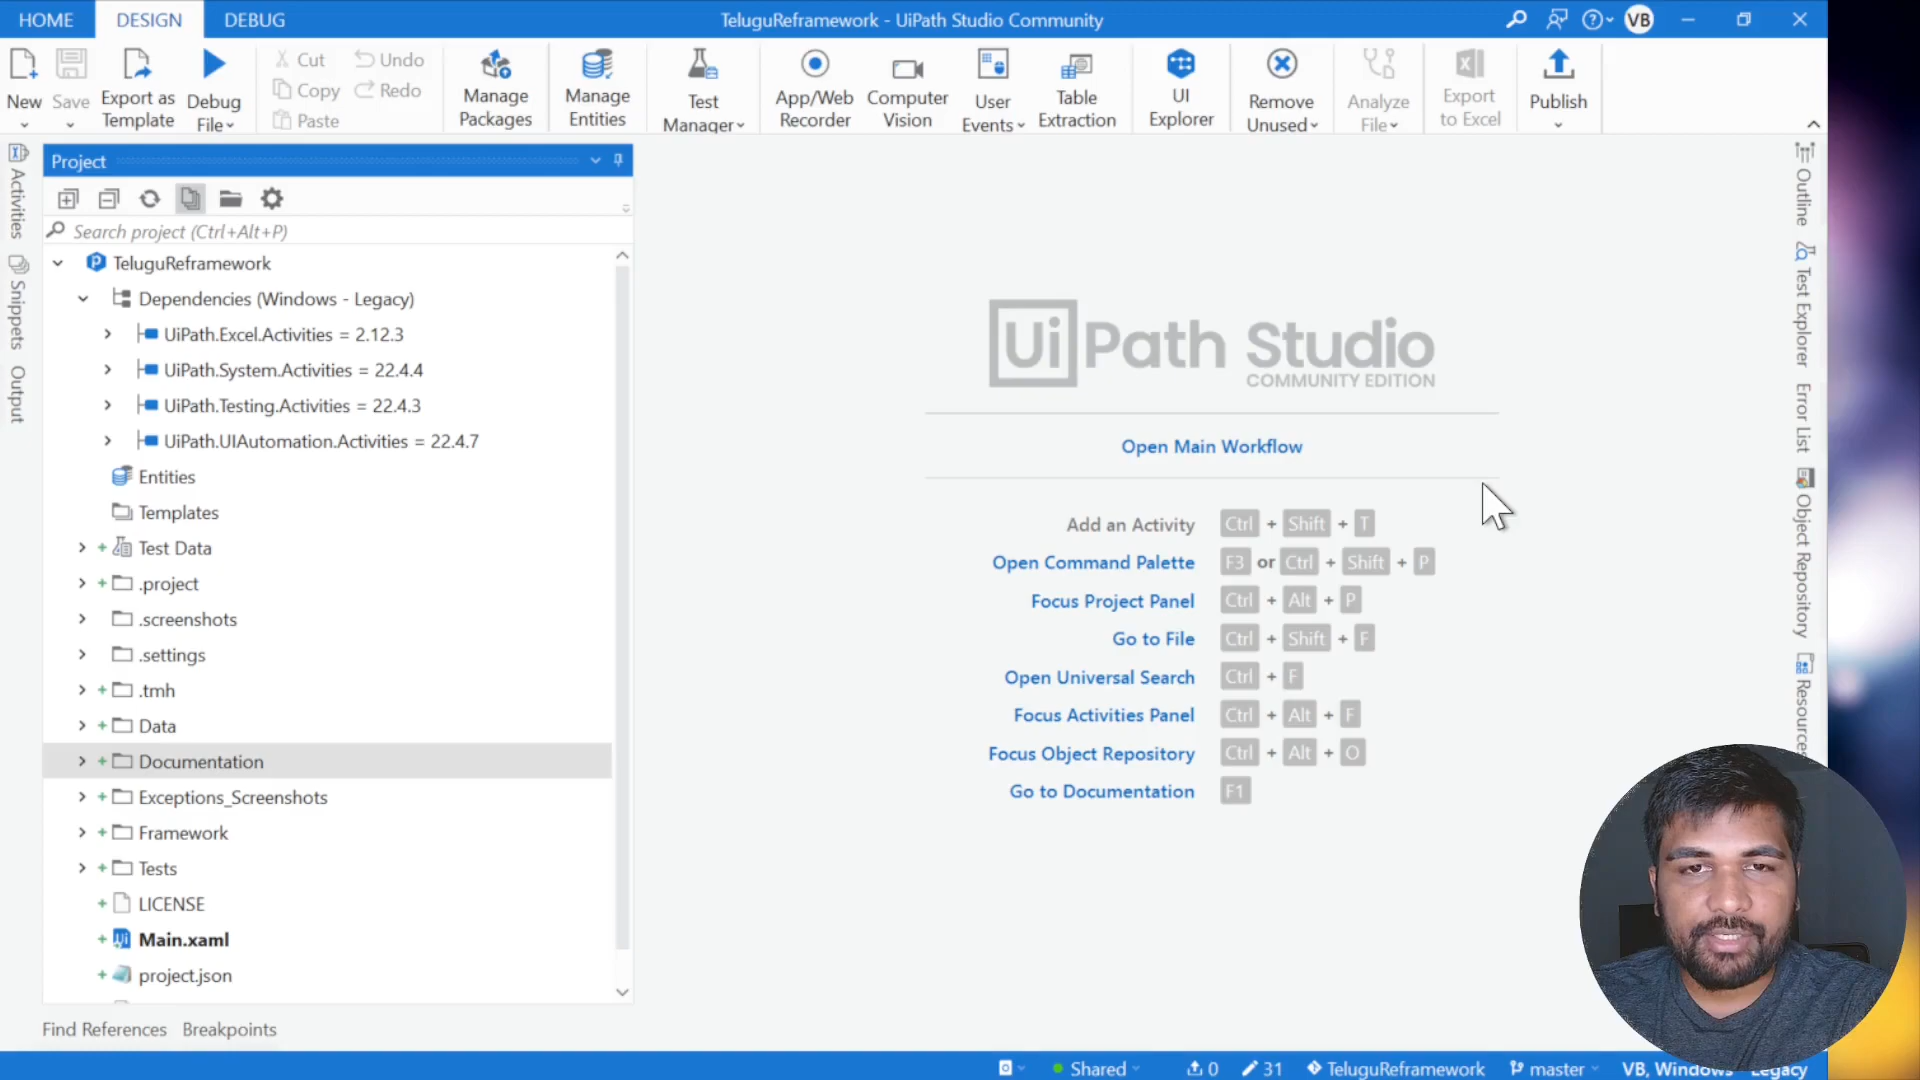 HOME DESIGN DEBUG
TeluguReframework - UiPath Studio Community
VB
New
Save
Export as Template
Debug File
Cut
Copy
Paste
Undo
Redo
Manage Packages
Manage Entities
Test Manager
App/Web Recorder
Computer Vision
User Events
Table Extraction
UI Explorer
Remove Unused
Analyze File
Export to Excel
Publish
Activities
Snippets
Output
Project
Search project (Ctrl+Alt+P)
TeluguReframework
Dependencies (Windows - Legacy)
UiPath.Excel.Activities = 2.12.3
UiPath.System.Activities = 22.4.4
UiPath.Testing.Activities = 22.4.3
UiPath.UIAutomation.Activities = 22.4.7
Entities
Templates
Test Data
.project
.screenshots
.settings
.tmh
Data
Documentation
Exceptions_Screenshots
Framework
Tests
LICENSE
Main.xaml
project.json
Find References Breakpoints
UiPath Studio
COMMUNITY EDITION
Open Main Workflow
Add an Activity Ctrl + Shift + T
Open Command Palette F3 or Ctrl + Shift + P
Focus Project Panel Ctrl + Alt + P
Go to File Ctrl + Shift + F
Open Universal Search Ctrl + F
Focus Activities Panel Ctrl + Alt + F
Focus Object Repository Ctrl + Alt + O
Go to Documentation F1
Outline
Test Explorer
Error List
Object Repository
Resources
Shared 0 31 TeluguReframework master VB, Windows Legacy